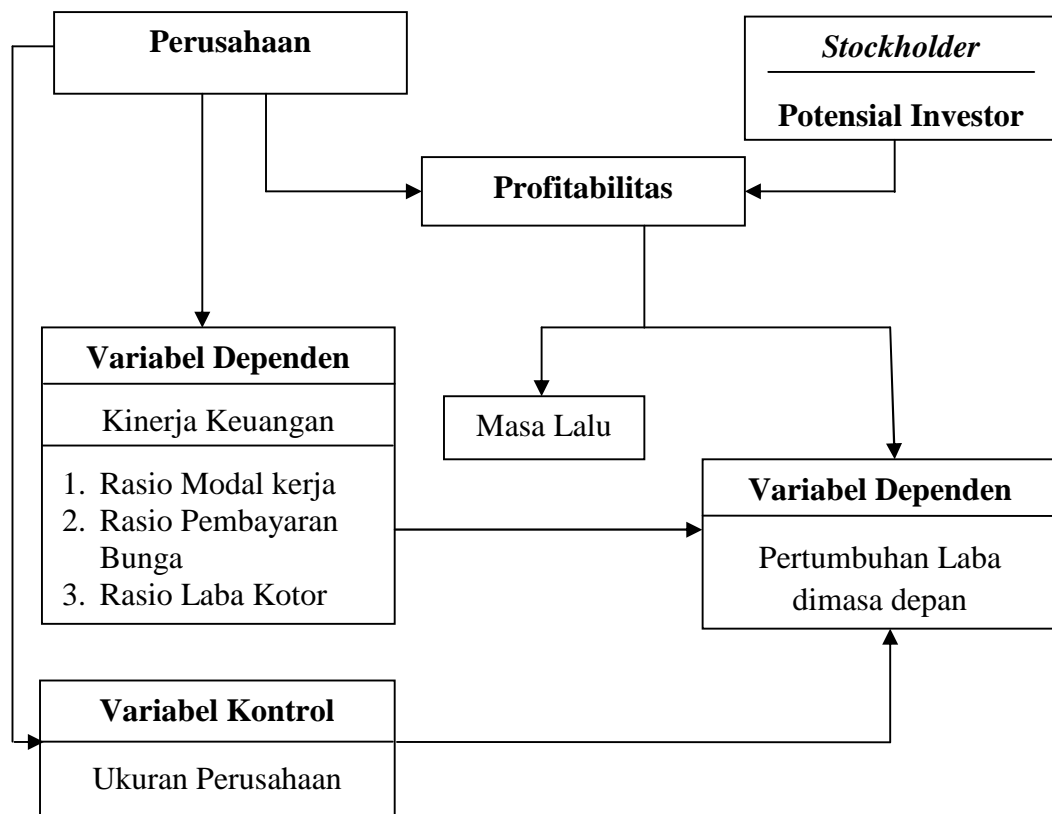 Perusahaan
Stockholder
Potensial Investor
Profitabilitas
Variabel Dependen
Kinerja Keuangan
1. Rasio Modal kerja
2. Rasio Pembayaran
Bunga
3. Rasio Laba Kotor
Masa Lalu
Variabel Dependen
Pertumbuhan Laba
dimasa depan
Variabel Kontrol
Ukuran Perusahaan